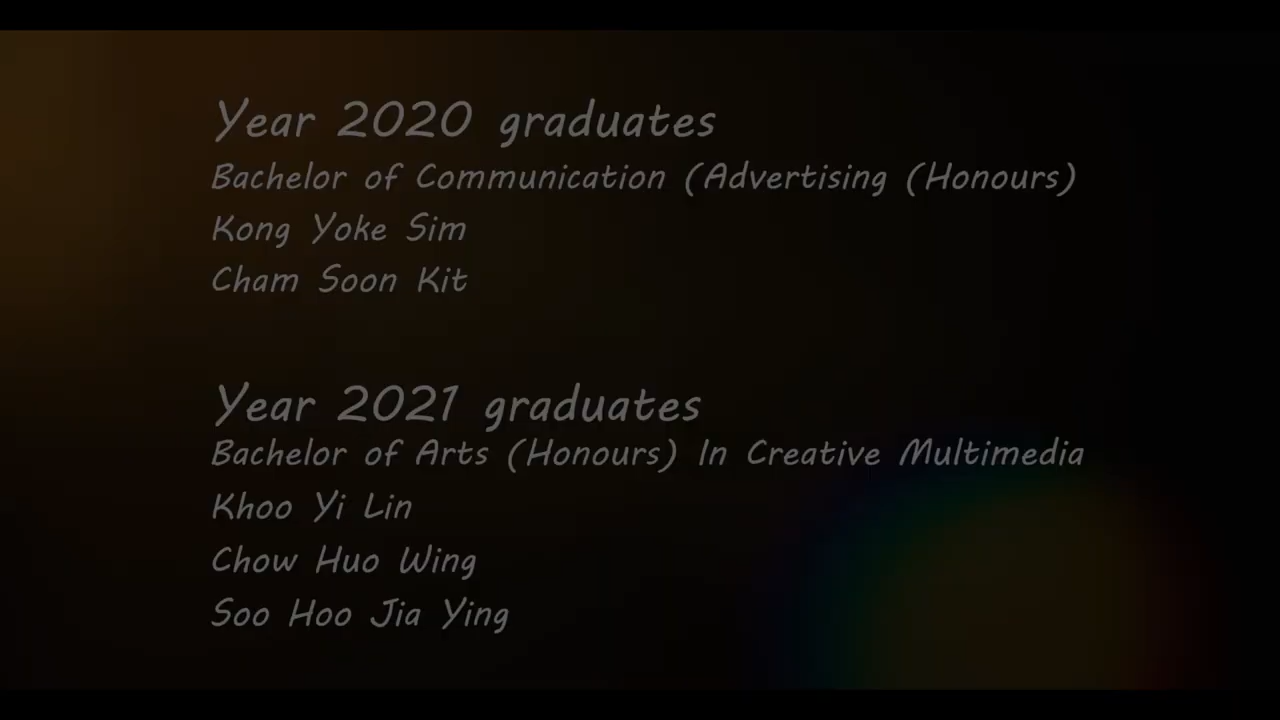 Year 2020 graduates
Bachelor of Communication (Advertising (Honours)
Kong Yoke Sim
Cham Soon Kit
Year 2021 graduates
Bachelor of Arts (Honours) In Creative Multimedia
Khoo Yi Lin
Chow Huo Wing
Soo Hoo Jia Ying